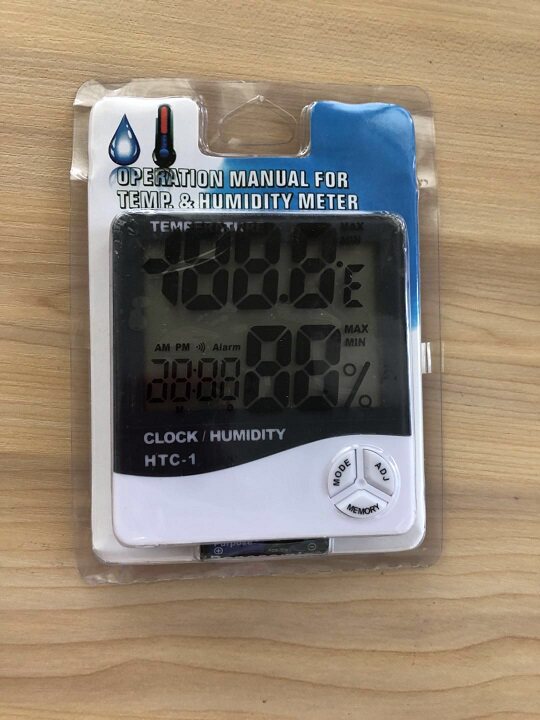 OPERATION MANUAL FOR
TEMP. & HUMIDITY METER
MAX
MIN
MAX
MIN
AM PM Alarm
%
CLOCK / HUMIDITY
HTC-1
MODE
ADJ
MEMORY
Purpose